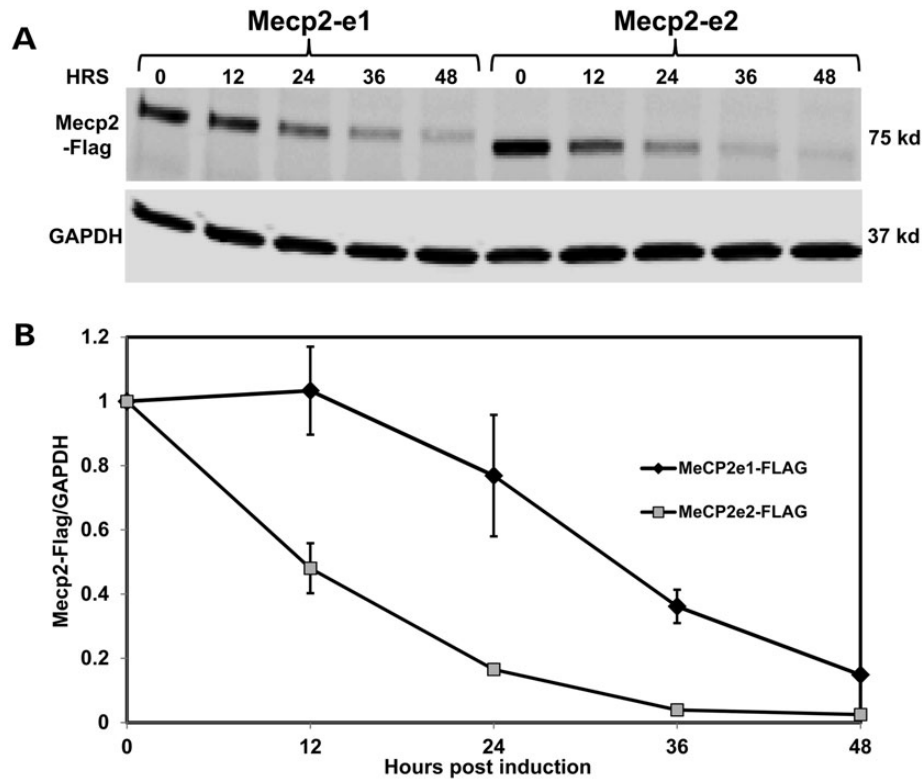 A
Mecp2-e1 Mecp2-e2
HRS 0 12 24 36 48 0 12 24 36 48
Mecp2
-Flag
75 kd
GAPDH
37 kd
B
1.2
1
0.8
0.6
0.4
0.2
0
Mecp2-Flag/GAPDH
MeCP2e1-FLAG
MeCP2e2-FLAG
0 12 24 36 48
Hours post induction